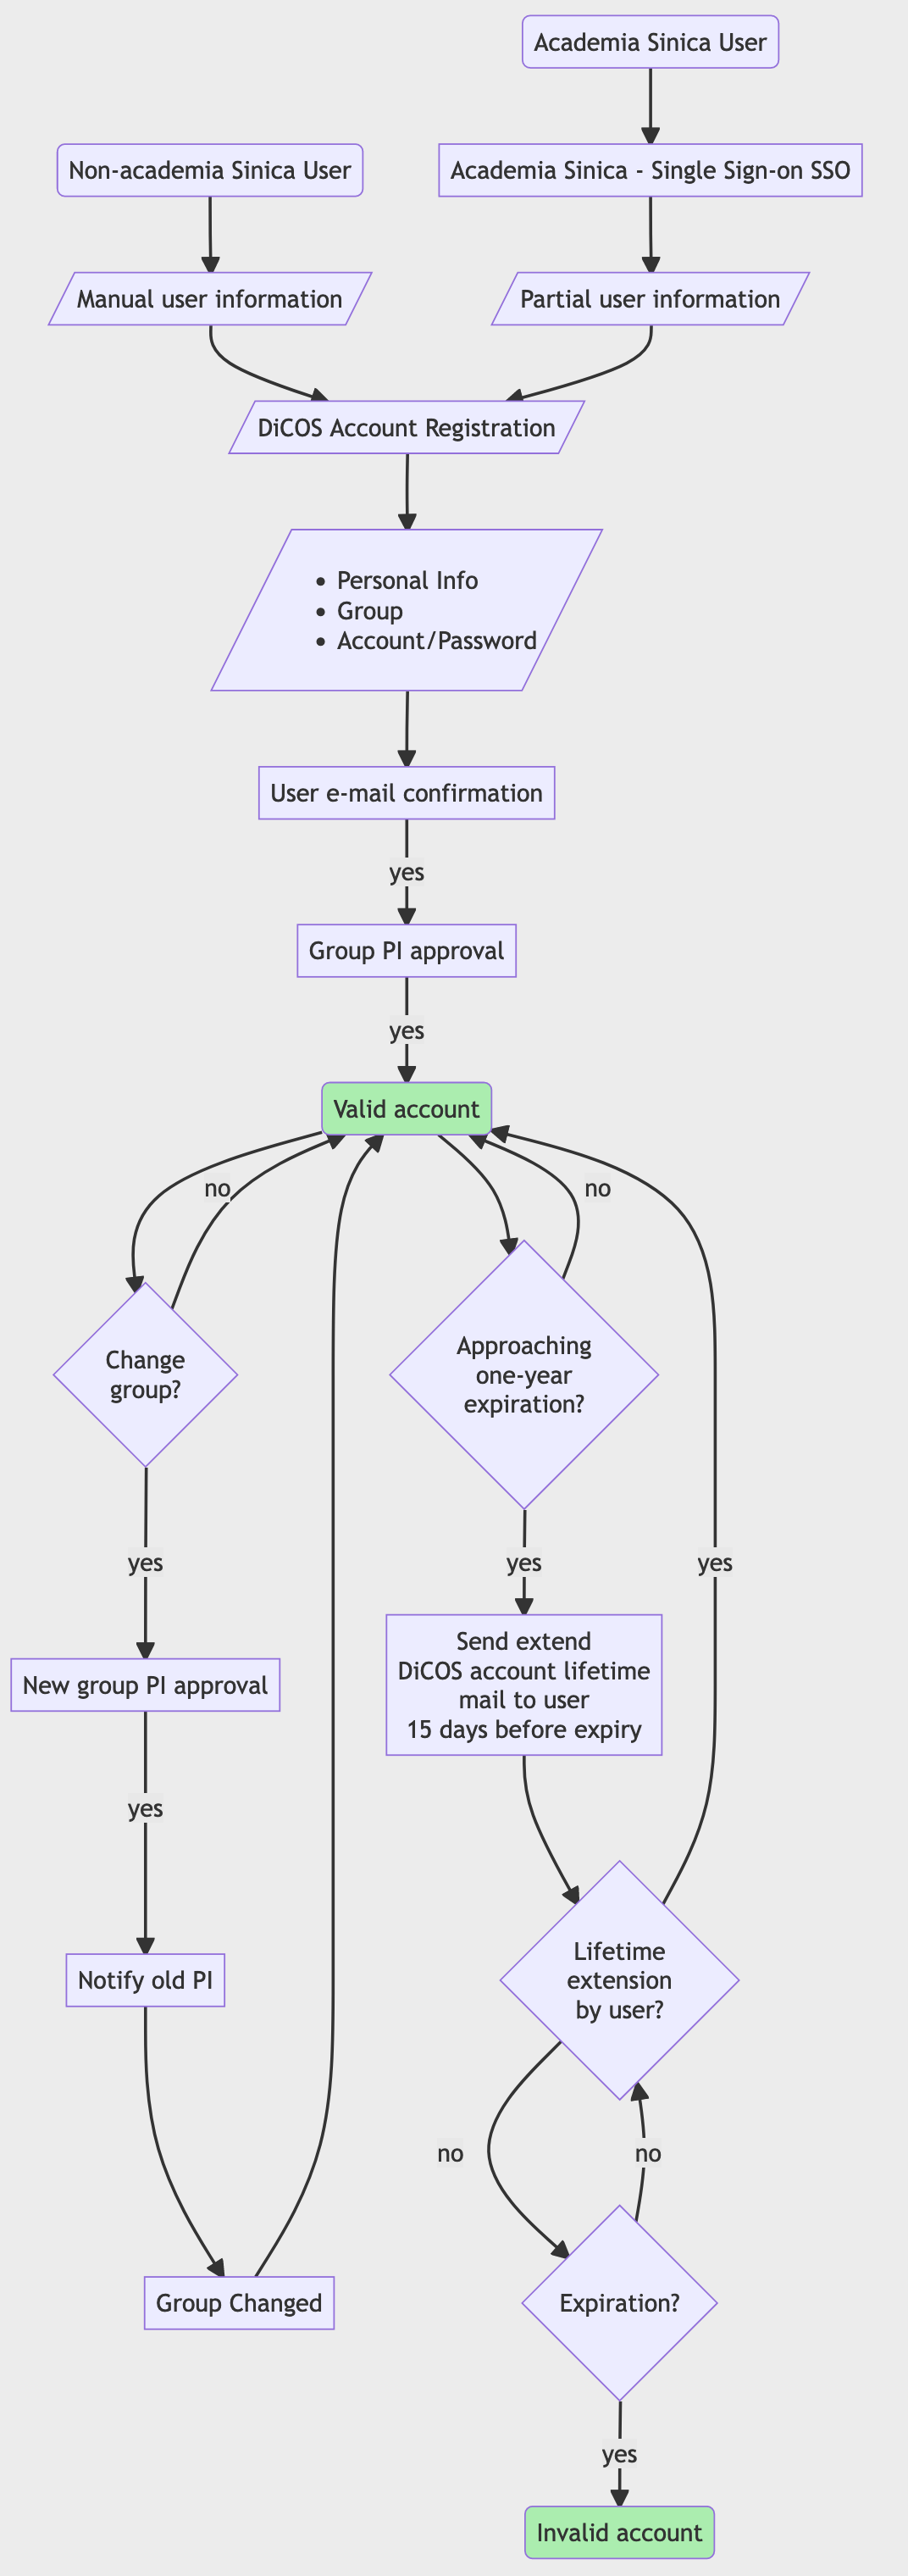 Academia Sinica User
Non-academia Sinica User
Academia Sinica - Single Sign-on SSO
Manual user information
Partial user information
DiCOS Account Registration
• Personal Info
• Group
• Account/Password
User e-mail confirmation
yes
Group PI approval
yes
Valid account
no
no
Change
group?
Approaching
one-year
expiration?
yes
yes
yes
New group PI approval
Send extend
DiCOS account lifetime
mail to user
15 days before expiry
yes
Notify old PI
Lifetime
extension
by user?
no
no
Group Changed
Expiration?
yes
Invalid account